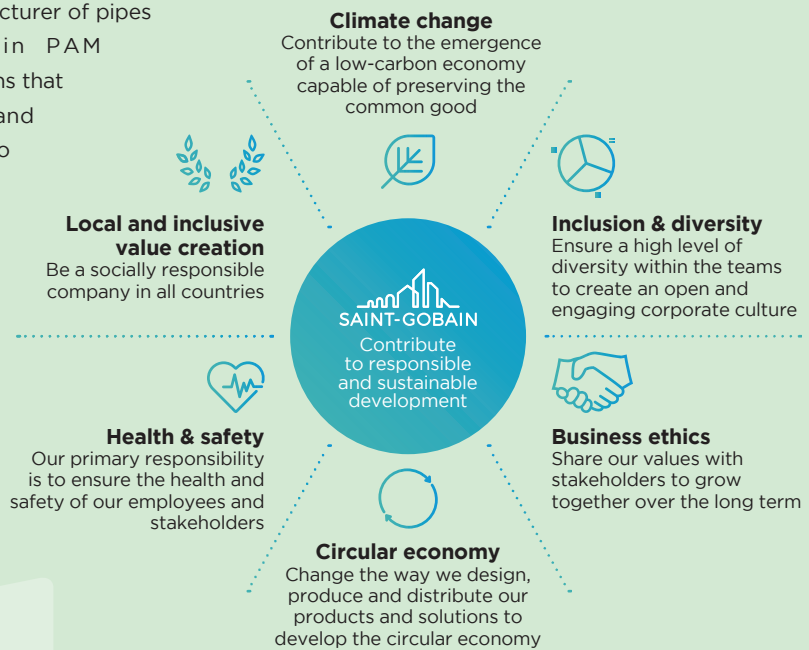 cturer of pipes
in PAM
ns that
and
o
Climate change
Contribute to the emergence
of a low-carbon economy
capable of preserving the
common good
Local and inclusive
value creation
Be a socially responsible
company in all countries
Inclusion & diversity
Ensure a high level of
diversity within the teams
to create an open and
engaging corporate culture
SAINT-GOBAIN
Contribute
to responsible
and sustainable
development
Health & safety
Our primary responsibility
is to ensure the health and
safety of our employees and
stakeholders
Business ethics
Share our values with
stakeholders to grow
together over the long term
Circular economy
Change the way we design,
produce and distribute our
products and solutions to
develop the circular economy